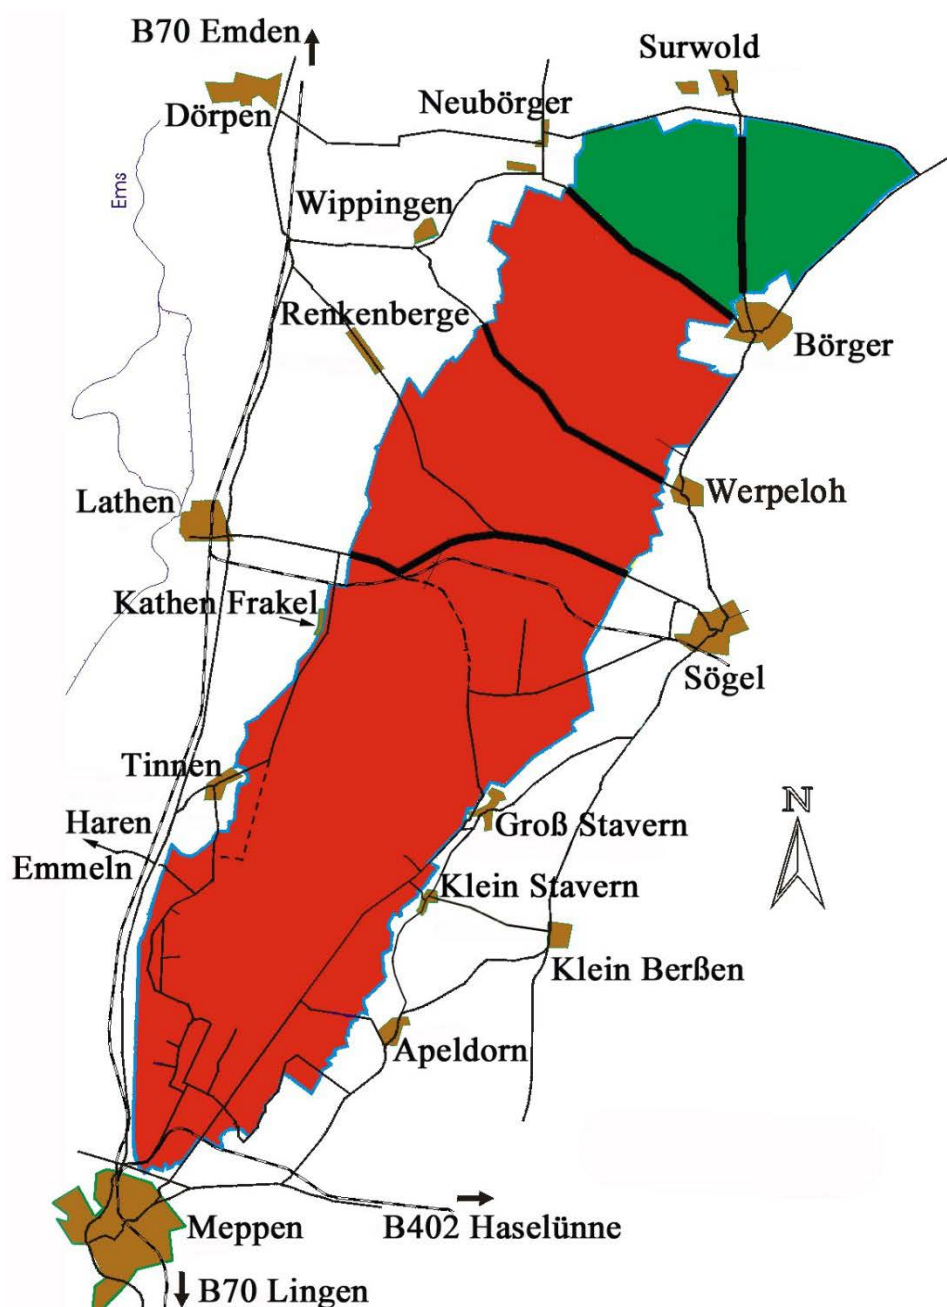 B70 Emden
Surwold
Dörpen
Neubörger
Ems
Wippingen
Renkenberge
Börger
Lathen
Werpeloh
Kathen Frakel
Sögel
Tinnen
N
Haren
Groß Stavern
Emmeln
Klein Stavern
Klein Berßen
Apeldorn
Meppen
B402 Haselünne
B70 Lingen